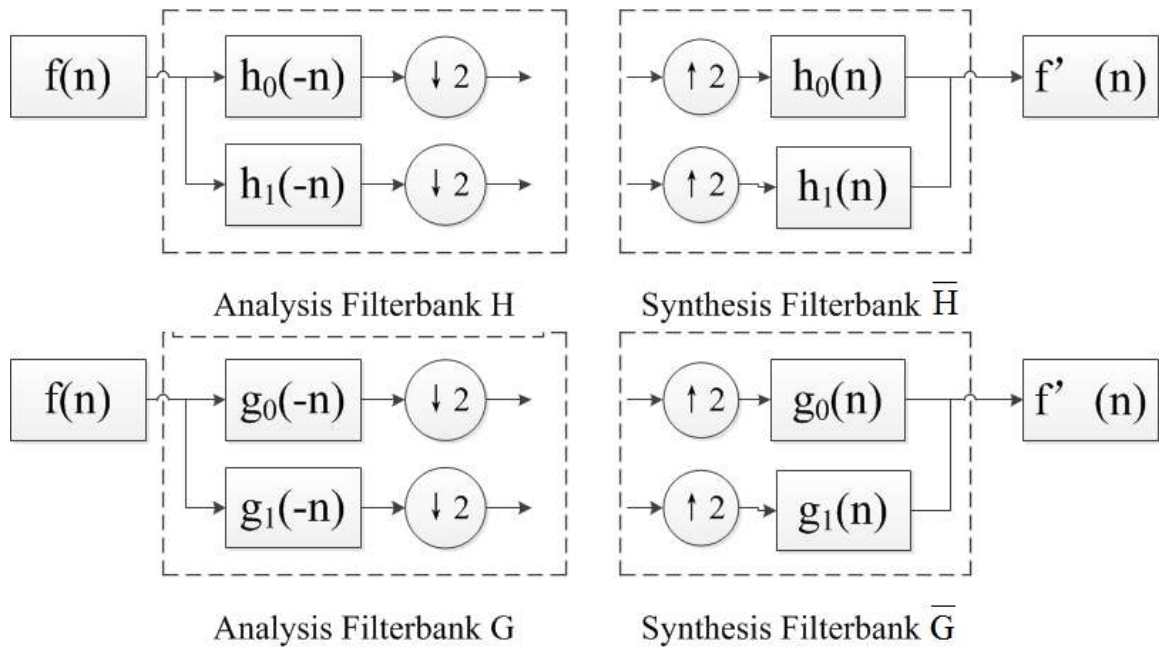 f(n) h₀(-n) ↓ 2 ↑ 2 h₀(n) f’ (n)
h₁(-n) ↓ 2 ↑ 2 h₁(n)
Analysis Filterbank H Synthesis Filterbank H̅
f(n) g₀(-n) ↓ 2 ↑ 2 g₀(n) f’ (n)
g₁(-n) ↓ 2 ↑ 2 g₁(n)
Analysis Filterbank G Synthesis Filterbank G̅